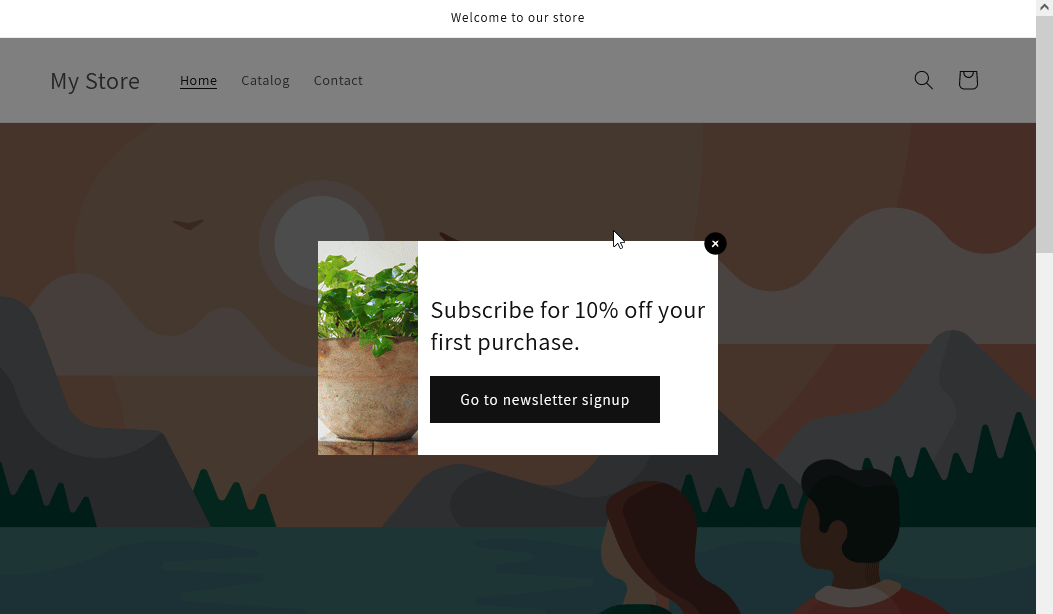 Welcome to our store
My Store Home Catalog Contact
Subscribe for 10% off your
first purchase.
Go to newsletter signup